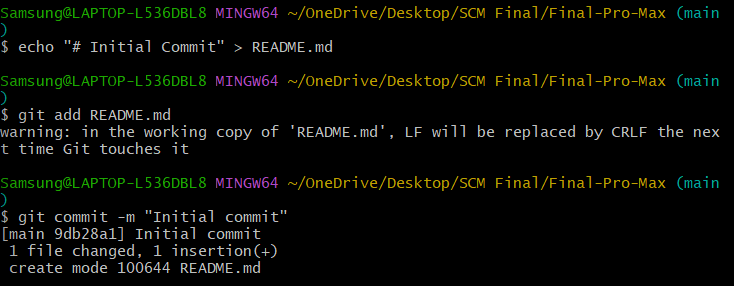 Samsung@LAPTOP-L536DBL8 MINGW64 ~/OneDrive/Desktop/SCM Final/Final-Pro-Max (main
)
$ echo "# Initial Commit" > README.md
Samsung@LAPTOP-L536DBL8 MINGW64 ~/OneDrive/Desktop/SCM Final/Final-Pro-Max (main
)
$ git add README.md
warning: in the working copy of 'README.md', LF will be replaced by CRLF the nex
t time Git touches it
Samsung@LAPTOP-L536DBL8 MINGW64 ~/OneDrive/Desktop/SCM Final/Final-Pro-Max (main
)
$ git commit -m "Initial commit"
[main 9db28a1] Initial commit
 1 file changed, 1 insertion(+)
 create mode 100644 README.md